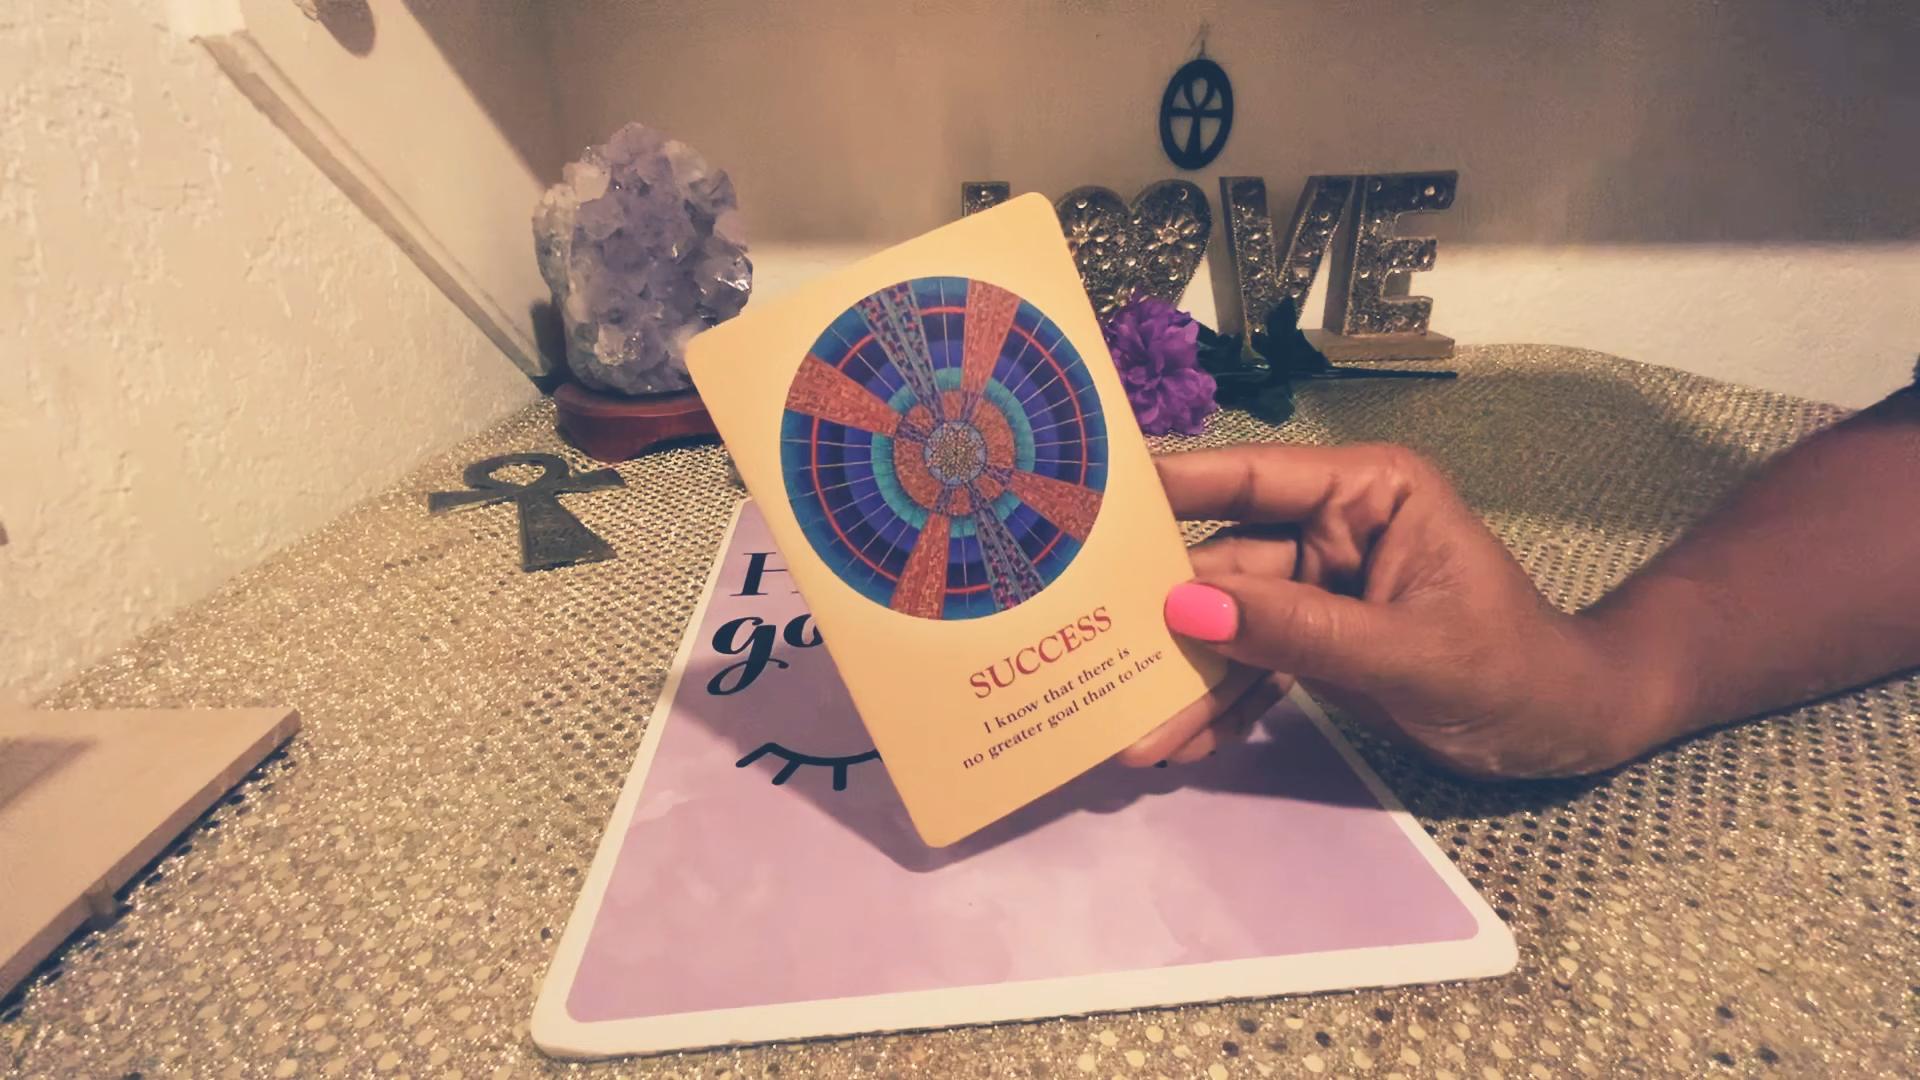 LOVE
SUCCESS
I know that there is
no greater goal than to love